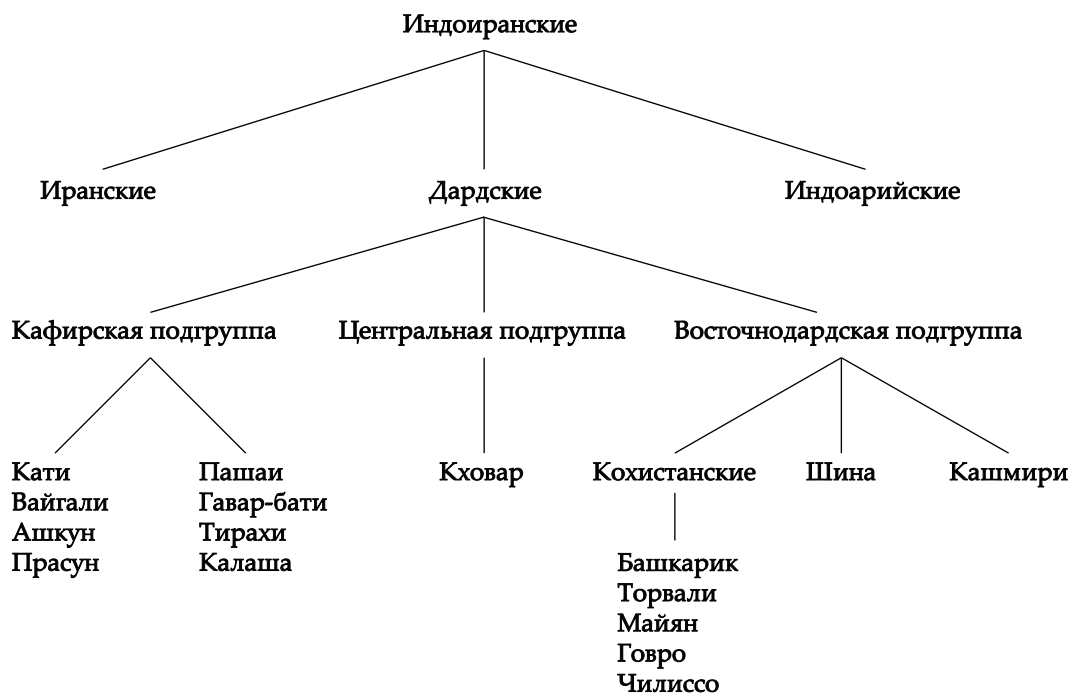 Индоиранские
Иранские
Дардские
Индоарийские
Кафирская подгруппа
Центральная подгруппа
Восточнодардская подгруппа
Кати
Вайгали
Ашкун
Прасун
Пашаи
Гавар-бати
Тирахи
Калаша
Кховар
Кохистанские
Шина
Кашмири
Башкарик
Торвали
Майян
Говро
Чилиссо